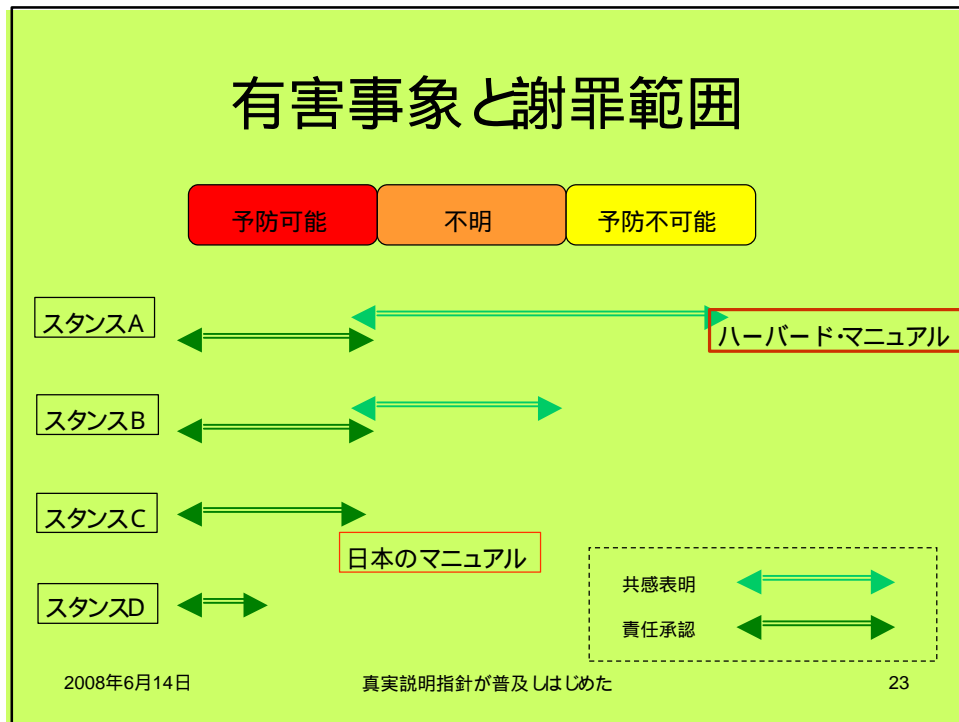 有害事象と謝罪範囲
予防可能 不明 予防不可能
スタンスA
ハーバード・マニュアル
スタンスB
スタンスC
日本のマニュアル
共感表明
スタンスD
責任承認
2008年6月14日 真実説明指針が普及しはじめた 23